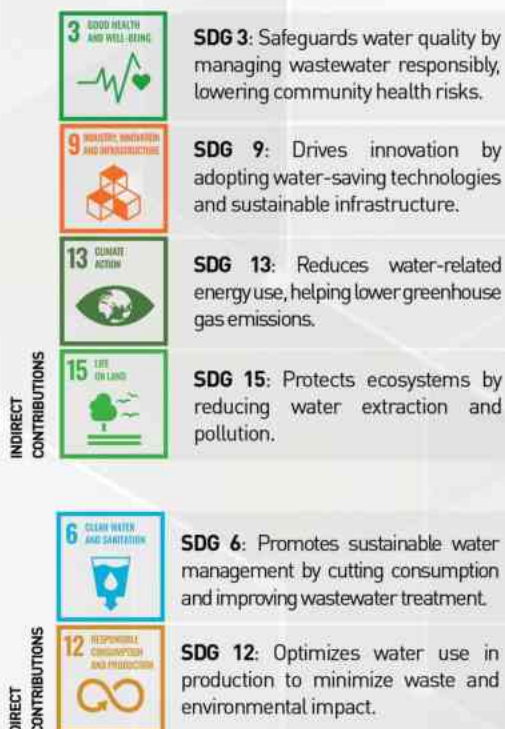 3 GOOD HEALTH
AND WELL-BEING
SDG 3: Safeguards water quality by
managing wastewater responsibly,
lowering community health risks.
9 INDUSTRY, INNOVATION
AND INFRASTRUCTURE
SDG 9: Drives innovation by
adopting water-saving technologies
and sustainable infrastructure.
13 CLIMATE
ACTION
SDG 13: Reduces water-related
energy use, helping lower greenhouse
gas emissions.
INDIRECT
CONTRIBUTIONS
15 LIFE
ON LAND
SDG 15: Protects ecosystems by
reducing water extraction and
pollution.
6 CLEAN WATER
AND SANITATION
SDG 6: Promotes sustainable water
management by cutting consumption
and improving wastewater treatment.
DIRECT
CONTRIBUTIONS
12 RESPONSIBLE
CONSUMPTION
AND PRODUCTION
SDG 12: Optimizes water use in
production to minimize waste and
environmental impact.